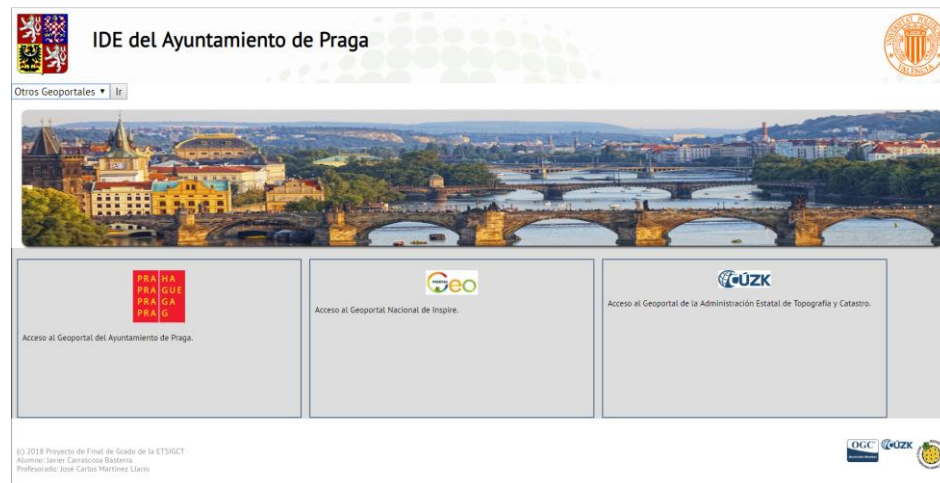 IDE del Ayuntamiento de Praga
Otros Geoportales ▼ Ir
PRA HA
PRA GUE
PRA GA
PRA G
Acceso al Geoportal del Ayuntamiento de Praga.
PORTAL
Geo
Acceso al Geoportal Nacional de Inspire.
ČÚZK
Acceso al Geoportal de la Administración Estatal de Topografía y Catastro.
(c) 2018 Proyecto de Final de Grado de la ETSIGCT
Alumno: Javier Carrascosa Basterra
Profesorado: José Carlos Martínez Llario
OGC
ČÚZK